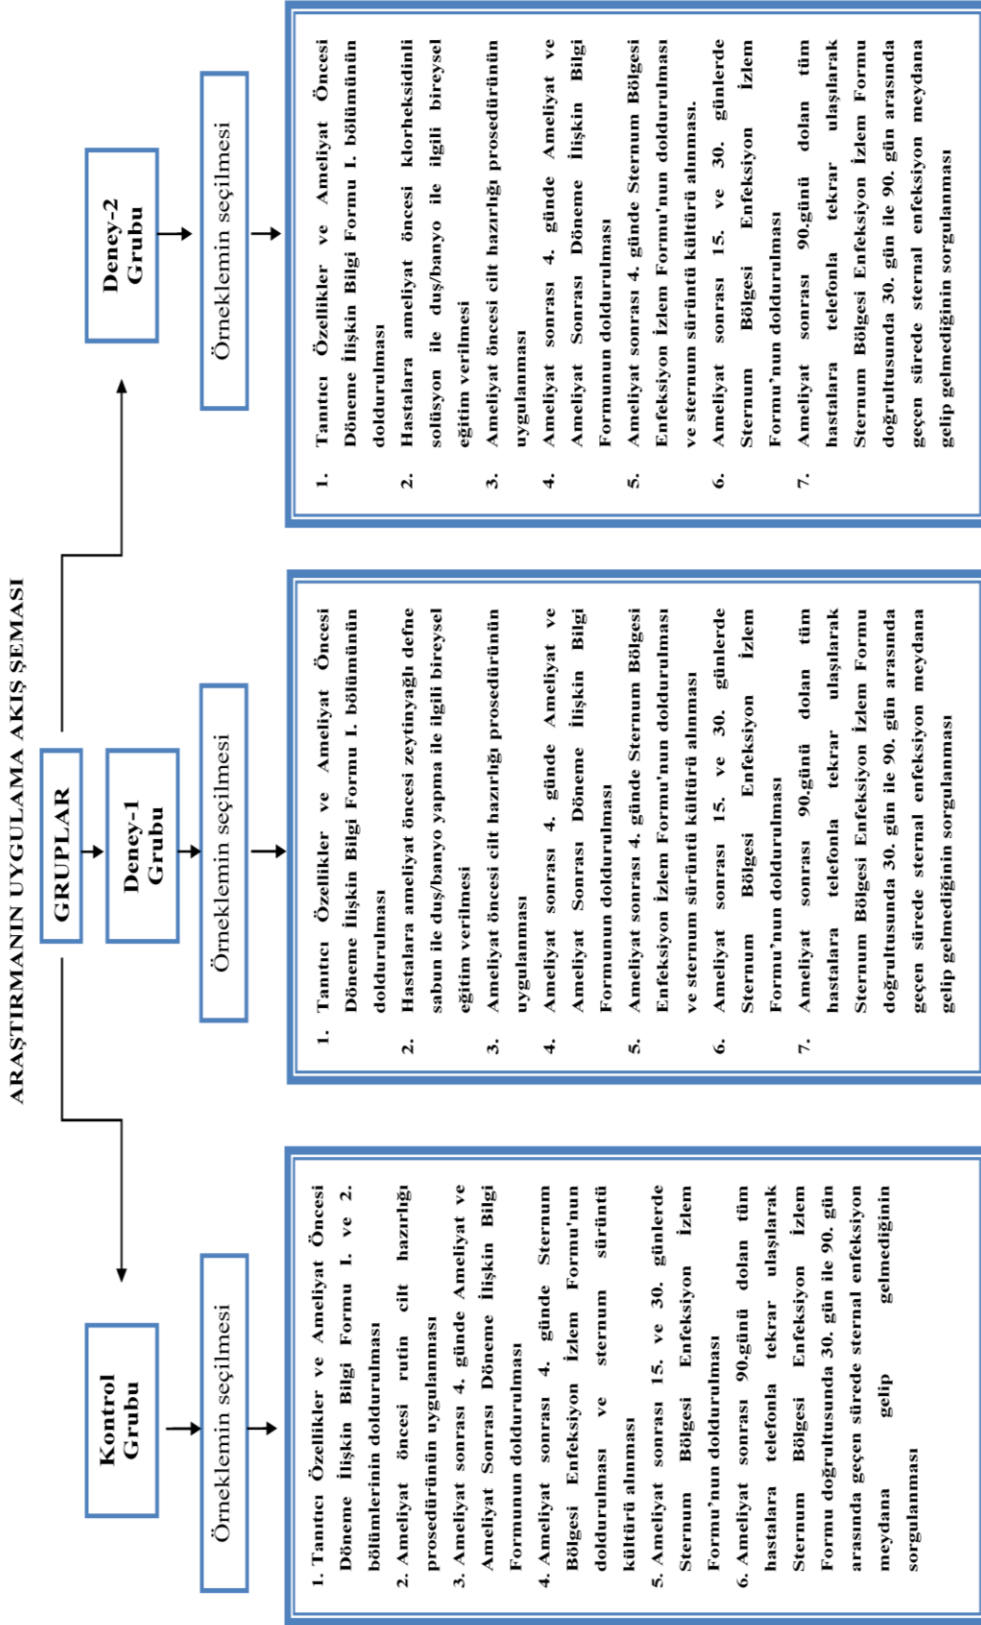 ARAŞTIRMANIN UYGULAMA AKIŞ ŞEMASI
GRUPLAR
Kontrol
Grubu
Örneklemin seçilmesi
1. Tanıtıcı Özellikler ve Ameliyat Öncesi
Döneme İlişkin Bilgi Formu I. ve 2.
bölümlerinin doldurulması
2. Ameliyat öncesi rutin cilt hazırlığı
prosedürünün uygulanması
3. Ameliyat sonrası 4. günde Ameliyat ve
Ameliyat Sonrası Döneme İlişkin Bilgi
Formunun doldurulması
4. Ameliyat sonrası 4. günde Sternum
Bölgesi Enfeksiyon İzlem Formu'nun
doldurulması ve sternum sürüntü
kültürü alınması
5. Ameliyat sonrası 15. ve 30. günlerde
Sternum Bölgesi Enfeksiyon İzlem
Formu'nun doldurulması
6. Ameliyat sonrası 90.günü dolan tüm
hastalara telefonla tekrar ulaşılarak
Sternum Bölgesi Enfeksiyon İzlem
Formu doğrultusunda 30. gün ile 90. gün
arasında geçen sürede sternal enfeksiyon
meydana gelip gelmediğinin
sorgulanması
Deney-1
Grubu
Örneklemin seçilmesi
1. Tanıtıcı Özellikler ve Ameliyat Öncesi
Döneme İlişkin Bilgi Formu I. bölümünün
doldurulması
2. Hastalara ameliyat öncesi zeytinyağlı defne
sabun ile duş/banyo yapma ile ilgili bireysel
eğitim verilmesi
3. Ameliyat öncesi cilt hazırlığı prosedürünün
uygulanması
4. Ameliyat sonrası 4. günde Ameliyat ve
Ameliyat Sonrası Döneme İlişkin Bilgi
Formunun doldurulması
5. Ameliyat sonrası 4. günde Sternum Bölgesi
Enfeksiyon İzlem Formu'nun doldurulması
ve sternum sürüntü kültürü alınması
6. Ameliyat sonrası 15. ve 30. günlerde
Sternum Bölgesi Enfeksiyon İzlem
Formu'nun doldurulması
7. Ameliyat sonrası 90.günü dolan tüm
hastalara telefonla tekrar ulaşılarak
Sternum Bölgesi Enfeksiyon İzlem Formu
doğrultusunda 30. gün ile 90. gün arasında
geçen sürede sternal enfeksiyon meydana
gelip gelmediğinin sorgulanması
Deney-2
Grubu
Örneklemin seçilmesi
1. Tanıtıcı Özellikler ve Ameliyat Öncesi
Döneme İlişkin Bilgi Formu I. bölümünün
doldurulması
2. Hastalara ameliyat öncesi klorheksidinli
solüsyon ile duş/banyo ile ilgili bireysel
eğitim verilmesi
3. Ameliyat öncesi cilt hazırlığı prosedürünün
uygulanması
4. Ameliyat sonrası 4. günde Ameliyat ve
Ameliyat Sonrası Döneme İlişkin Bilgi
Formunun doldurulması
5. Ameliyat sonrası 4. günde Sternum Bölgesi
Enfeksiyon İzlem Formu'nun doldurulması
ve sternum sürüntü kültürü alınması.
6. Ameliyat sonrası 15. ve 30. günlerde
Sternum Bölgesi Enfeksiyon İzlem
Formu'nun doldurulması
7. Ameliyat sonrası 90.günü dolan tüm
hastalara telefonla tekrar ulaşılarak
Sternum Bölgesi Enfeksiyon İzlem Formu
doğrultusunda 30. gün ile 90. gün arasında
geçen sürede sternal enfeksiyon meydana
gelip gelmediğinin sorgulanması